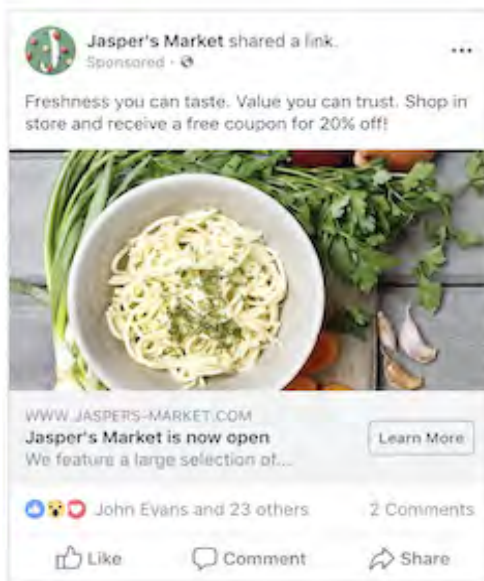 Jasper's Market shared a link.
Sponsored ·
Freshness you can taste. Value you can trust. Shop in
store and receive a free coupon for 20% off!
WWW.JASPERS-MARKET.COM
Jasper's Market is now open
Learn More
We feature a large selection of...
John Evans and 23 others
2 Comments
Like
Comment
Share